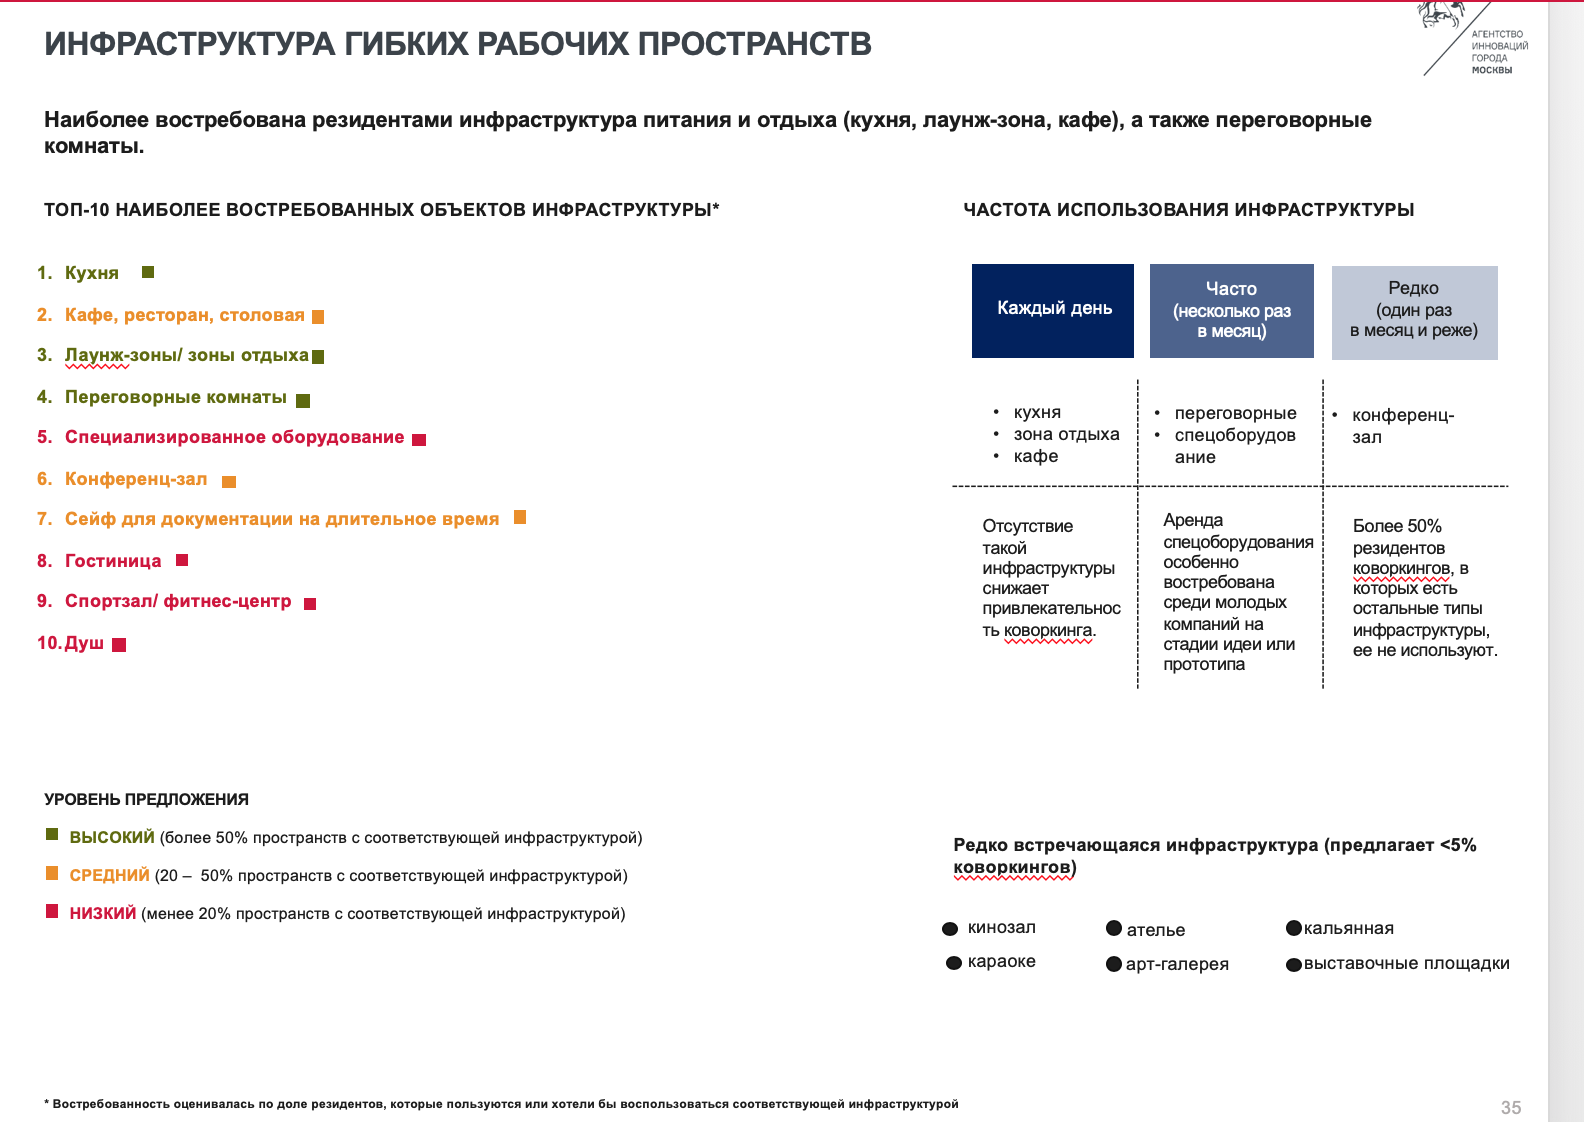 ИНФРАСТРУКТУРА ГИБКИХ РАБОЧИХ ПРОСТРАНСТВ
АГЕНТСТВО
ИННОВАЦИЙ
ГОРОДА
МОСКВЫ
Наиболее востребована резидентами инфраструктура питания и отдыха (кухня, лаунж-зона, кафе), а также переговорные
комнаты.
ТОП-10 НАИБОЛЕЕ ВОСТРЕБОВАННЫХ ОБЪЕКТОВ ИНФРАСТРУКТУРЫ*
1. Кухня
2. Кафе, ресторан, столовая
3. Лаунж-зоны/ зоны отдыха
4. Переговорные комнаты
5. Специализированное оборудование
6. Конференц-зал
7. Сейф для документации на длительное время
8. Гостиница
9. Спортзал/ фитнес-центр
10. Душ
УРОВЕНЬ ПРЕДЛОЖЕНИЯ
ВЫСОКИЙ (более 50% пространств с соответствующей инфраструктурой)
СРЕДНИЙ (20 – 50% пространств с соответствующей инфраструктурой)
НИЗКИЙ (менее 20% пространств с соответствующей инфраструктурой)
ЧАСТОТА ИСПОЛЬЗОВАНИЯ ИНФРАСТРУКТУРЫ
Каждый день
Часто
(несколько раз
в месяц)
Редко
(один раз
в месяц и реже)
• кухня
• зона отдыха
• кафе
• переговорные
• спецоборудов
ание
• конференц-
зал
Отсутствие
такой
инфраструктуры
снижает
привлекательнос
ть коворкинга.
Аренда
спецоборудования
особенно
востребована
среди молодых
компаний на
стадии идеи или
прототипа
Более 50%
резидентов
коворкингов, в
которых есть
остальные типы
инфраструктуры,
ее не используют.
Редко встречающаяся инфраструктура (предлагает <5%
коворкингов)
кинозал
ателье
кальянная
караоке
арт-галерея
выставочные площадки
* Востребованность оценивалась по доле резидентов, которые пользуются или хотели бы воспользоваться соответствующей инфраструктурой
35